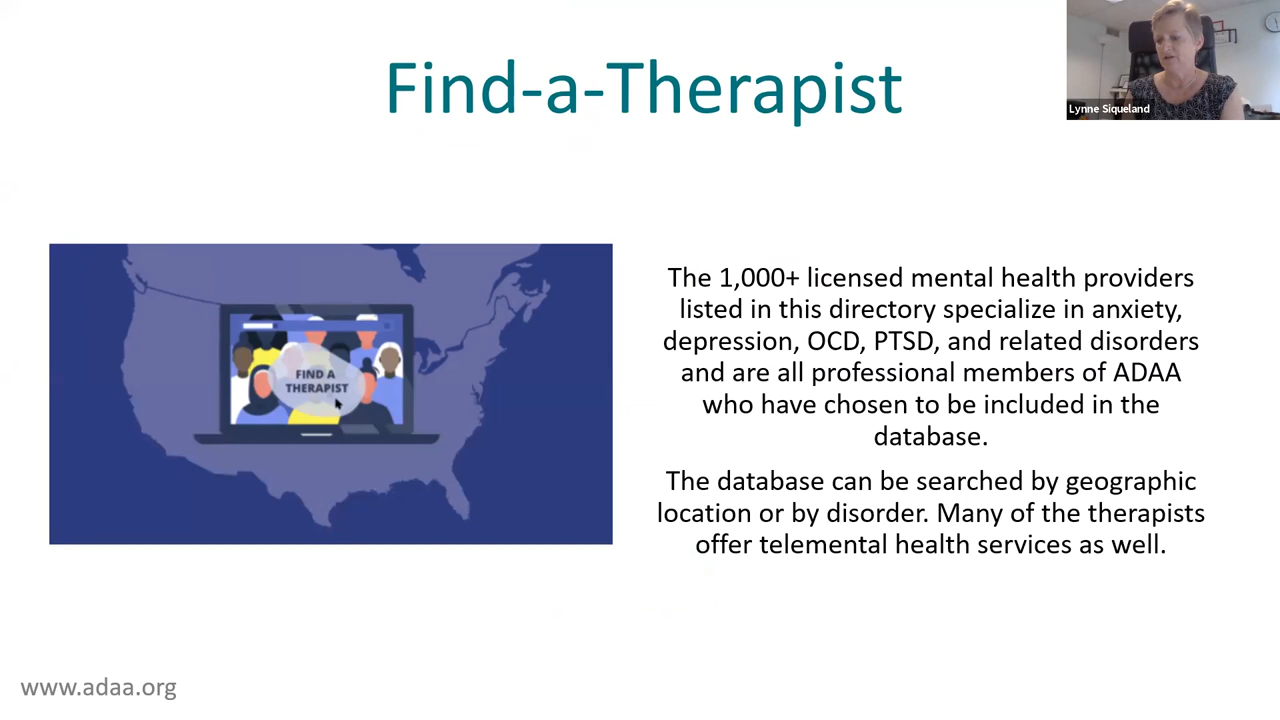 Find-a-Therapist
Lynne Siqueland
FIND A
THERAPIST
The 1,000+ licensed mental health providers
listed in this directory specialize in anxiety,
depression, OCD, PTSD, and related disorders
and are all professional members of ADAA
who have chosen to be included in the
database.
The database can be searched by geographic
location or by disorder. Many of the therapists
offer telemental health services as well.
www.adaa.org